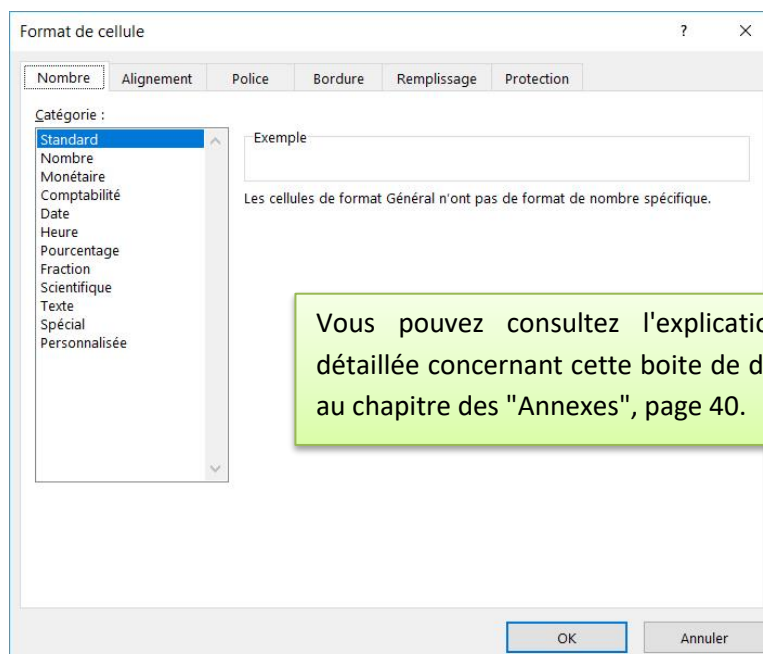 Format de cellule ? ×
Nombre Alignement Police Bordure Remplissage Protection
Catégorie :
Standard
Nombre
Monétaire
Comptabilité
Date
Heure
Pourcentage
Fraction
Scientifique
Texte
Spécial
Personnalisée
Exemple
Les cellules de format Général n'ont pas de format de nombre spécifique.
Vous pouvez consultez l'explicatio
détaillée concernant cette boite de d
au chapitre des "Annexes", page 40.
OK Annuler